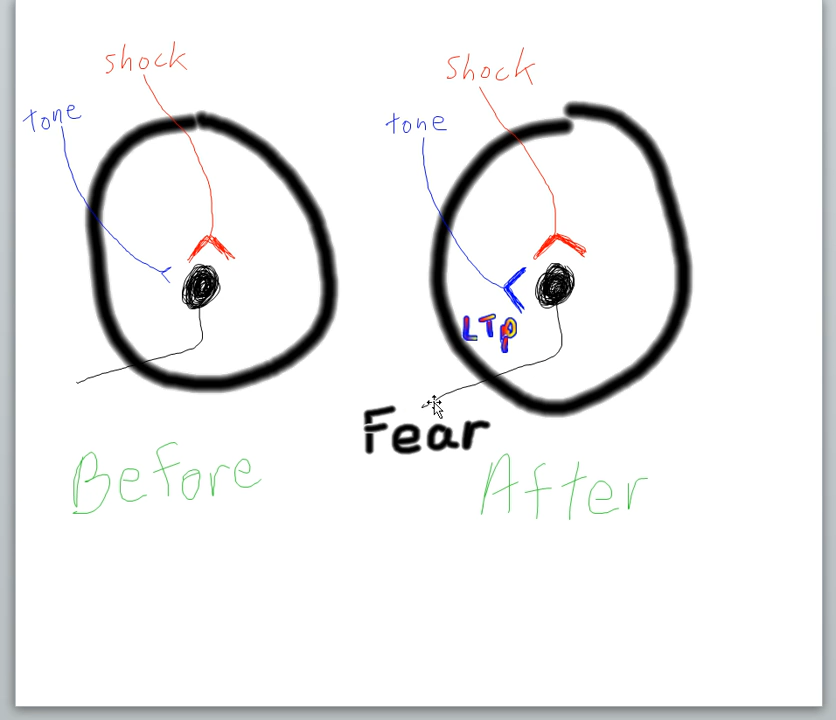 shock
tone
Before
shock
tone
LTP
Fear
After